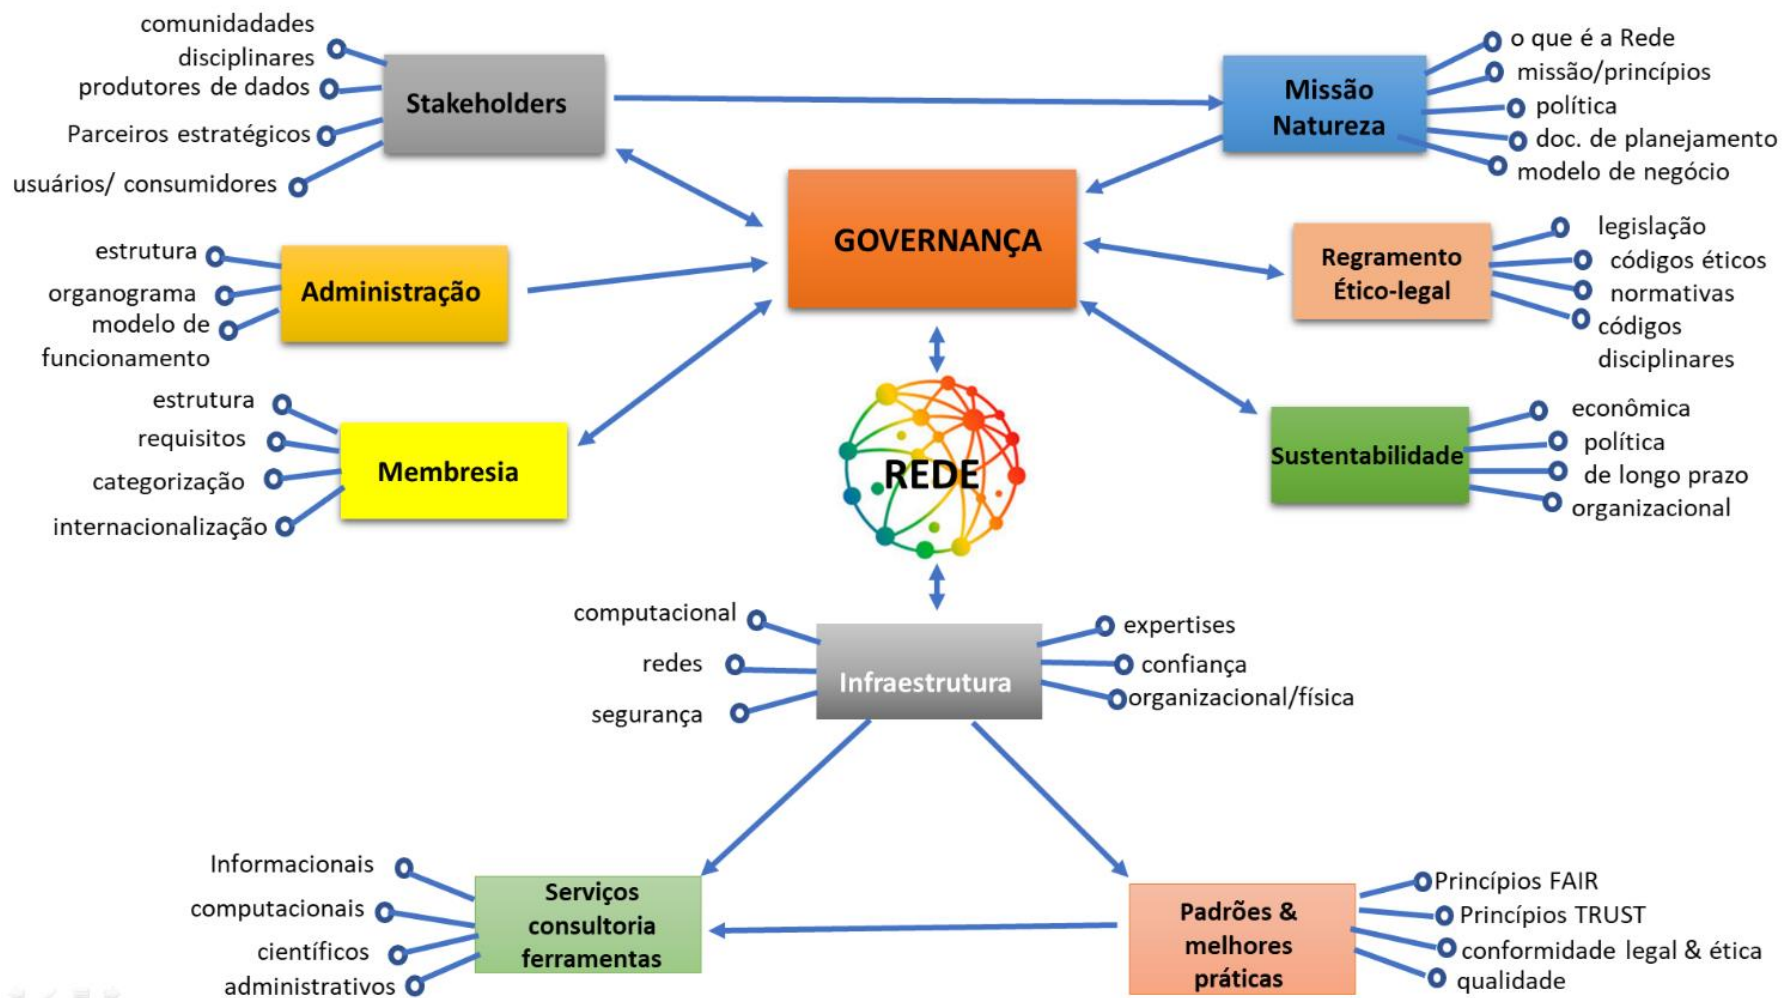 comunidadades
disciplinares
produtores de dados
Parceiros estratégicos
usuários/ consumidores
Stakeholders
Missão
Natureza
o que é a Rede
missão/princípios
política
doc. de planejamento
modelo de negócio
GOVERNANÇA
estrutura
organograma
modelo de
funcionamento
Administração
Regramento
Ético-legal
legislação
códigos éticos
normativas
códigos
disciplinares
estrutura
requisitos
categorização
internacionalização
Membresia
REDE
Sustentabilidade
econômica
política
de longo prazo
organizacional
computacional
redes
segurança
Infraestrutura
expertises
confiança
organizacional/física
Informacionais
computacionais
científicos
administrativos
Serviços
consultoria
ferramentas
Padrões &
melhores
práticas
Princípios FAIR
Princípios TRUST
conformidade legal & ética
qualidade